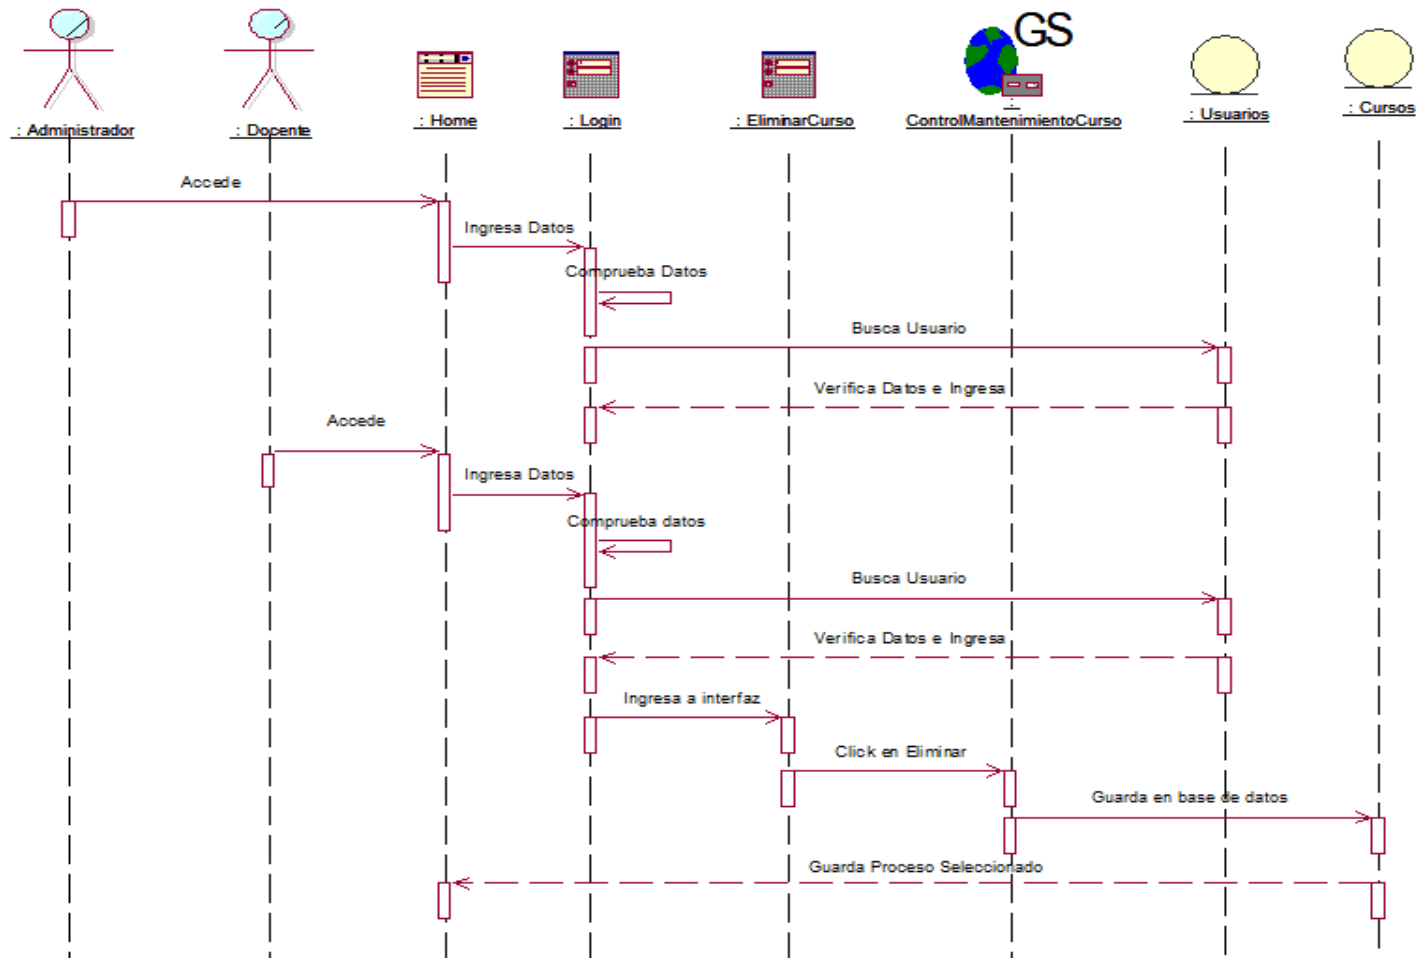 GS
: Administrador
: Docente
: Home
: Login
: EliminarCurso
:
ControlMantenimientoCurso
: Usuarios
: Cursos
Accede
Ingresa Datos
Comprueba Datos
Busca Usuario
Verifica Datos e Ingresa
Accede
Ingresa Datos
Comprueba datos
Busca Usuario
Verifica Datos e Ingresa
Ingresa a interfaz
Click en Eliminar
Guarda en base de datos
Guarda Proceso Seleccionado